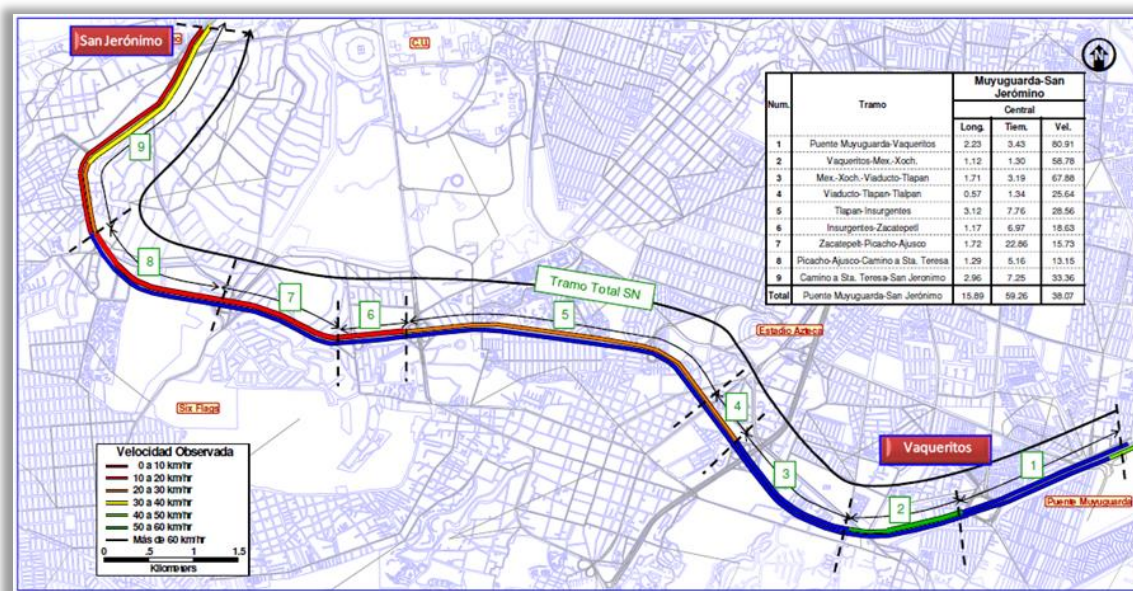 San Jerónimo
C.U.
N
Muyuguarda-San Jerómino
Num.
Tramo
Central
Long. Tiem. Vel.
1 Puente Muyuguarda-Vaqueritos 2.23 3.43 80.91
2 Vaqueritos-Mex.-Xoch. 1.12 1.30 58.78
3 Mex.-Xoch.-Viaducto-Tlapan 1.71 3.19 67.88
4 Viaducto-Tlapan-Tlalpan 0.57 1.34 25.64
5 Tlapan-Insurgentes 3.12 7.76 28.56
6 Insurgentes-Zacatepetl 1.17 6.97 18.63
7 Zacatepelt-Picacho-Ajusco 1.72 22.86 15.73
8 Picacho-Ajusco-Camino a Sta. Teresa 1.29 5.16 13.15
9 Camino a Sta. Teresa-San Jeronimo 2.96 7.25 33.36
Total Puente Muyuguarda-San Jerónimo 15.89 59.26 38.07
9
8
7
6
5
Tramo Total SN
Estadio Azteca
4
3
Vaqueritos
2
1
Puente Muyuguarda
Six Flags
Velocidad Observada
0 a 10 km/hr
10 a 20 km/hr
20 a 30 km/hr
30 a 40 km/hr
40 a 50 km/hr
50 a 60 km/hr
Más de 60 km/hr
0 .5 1 1.5
Kilometers